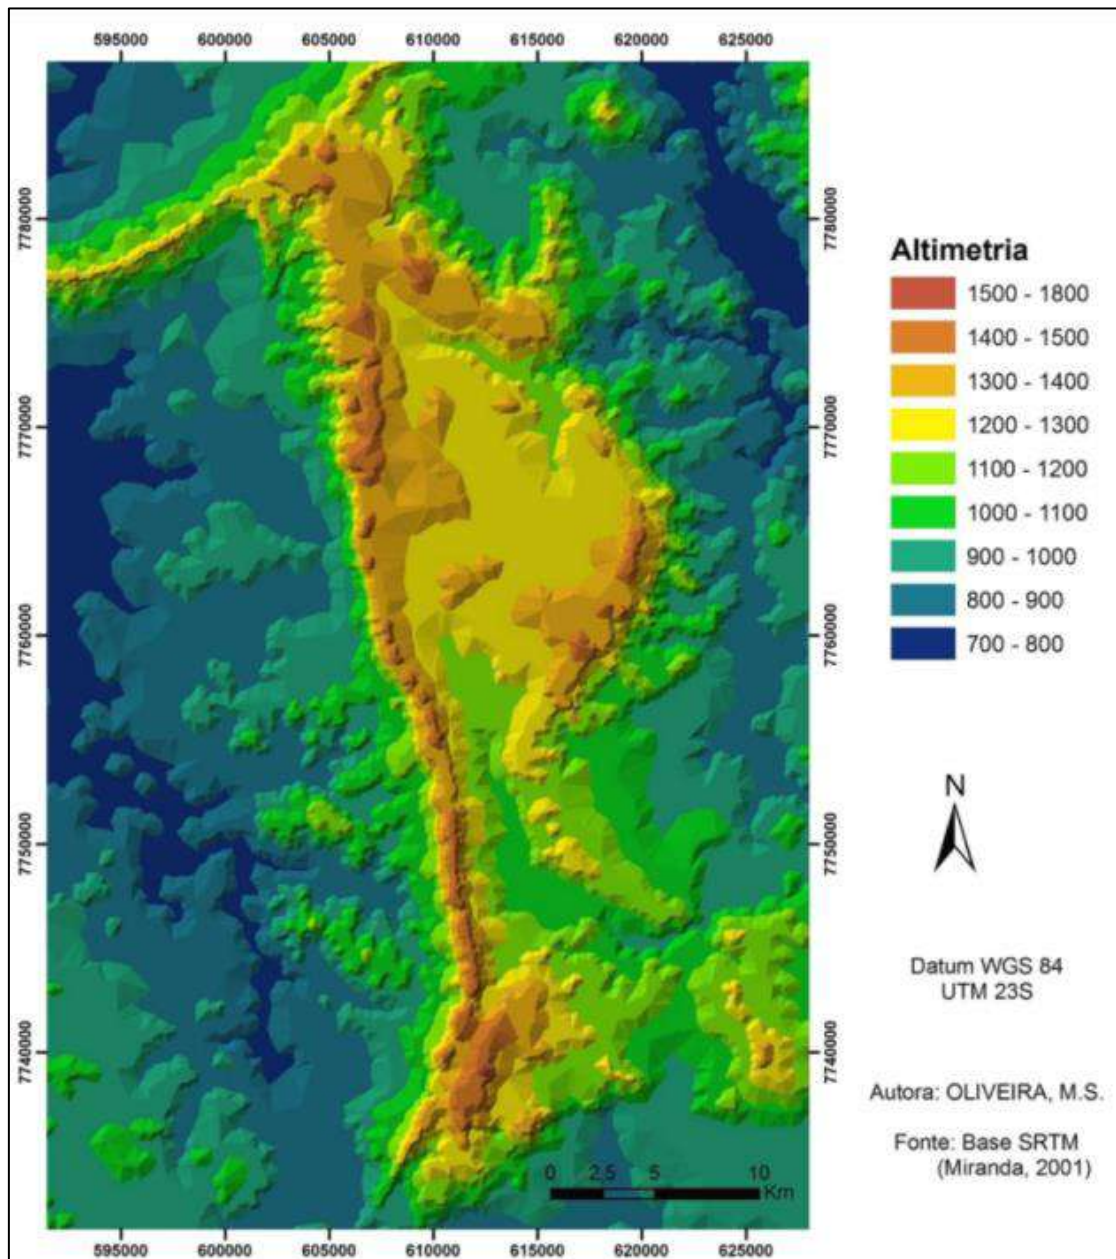 595000 600000 605000 610000 615000 620000 625000
7780000
7770000
7760000
7750000
7740000
7780000
7770000
7760000
7750000
7740000
Altimetria
1500 - 1800
1400 - 1500
1300 - 1400
1200 - 1300
1100 - 1200
1000 - 1100
900 - 1000
800 - 900
700 - 800
N
Datum WGS 84
UTM 23S
Autora: OLIVEIRA, M.S.
Fonte: Base SRTM
(Miranda, 2001)
0 2,5 5 10
Km
595000 600000 605000 610000 615000 620000 625000